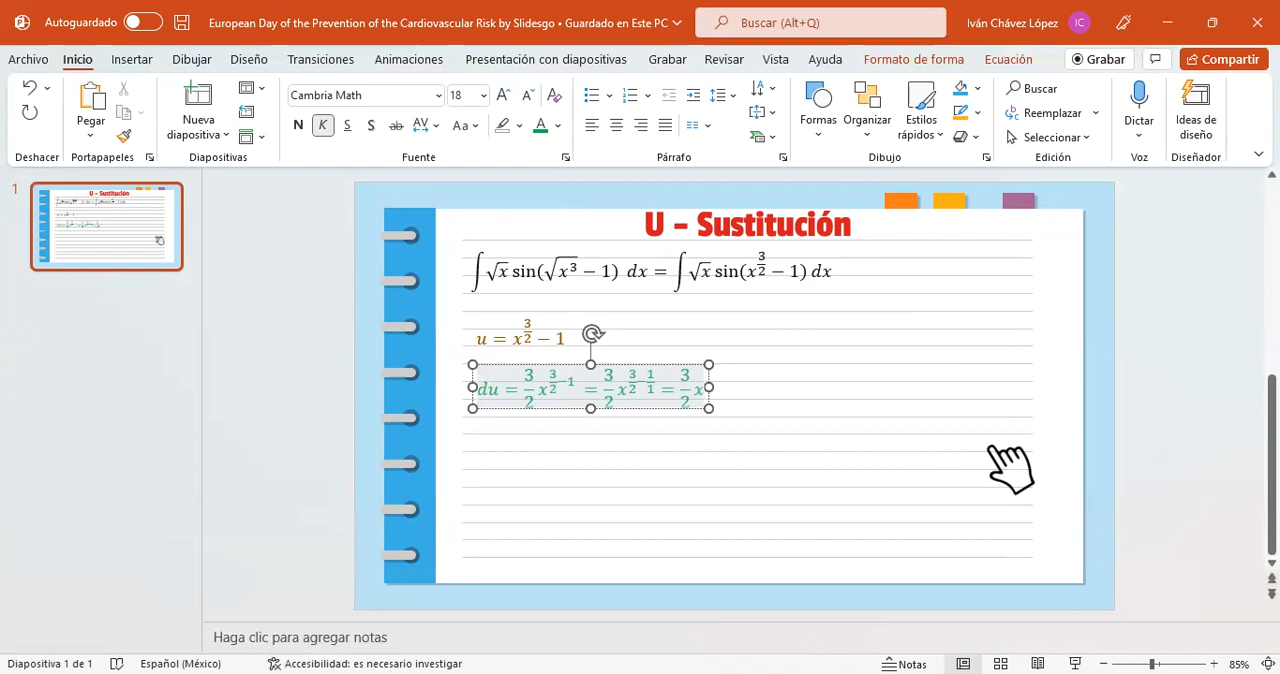 Autoguardado European Day of the Prevention of the Cardiovascular Risk by Slidesgo • Guardado en Este PC Buscar (Alt+Q) Iván Chávez López IC
Archivo Inicio Insertar Dibujar Diseño Transiciones Animaciones Presentación con diapositivas Grabar Revisar Vista Ayuda Formato de forma Ecuación Grabar Compartir
Pegar Nueva diapositiva Cambria Math 18 Formas Organizar Estilos rápidos Buscar Reemplazar Seleccionar Dictar Ideas de diseño
N K S S ab AV Aa A
Deshacer Portapapeles Diapositivas Fuente Párrafo Dibujo Edición Voz Diseñador
1
U – Sustitución
∫√x sin(√x³ − 1) dx = ∫√x sin(x^{3/2} − 1) dx
u = x^{3/2} − 1
du = 3/2 x^{3/2−1} = 3/2 x^{3/2−1/1} = 3/2 x
Haga clic para agregar notas
Diapositiva 1 de 1 Español (México) Accesibilidad: es necesario investigar Notas 85%